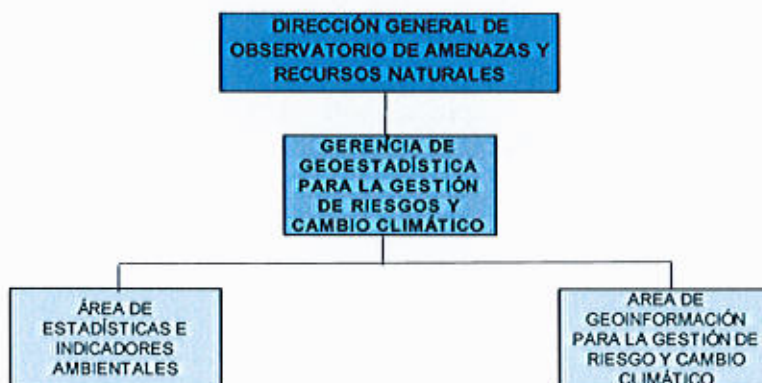 DIRECCIÓN GENERAL DE
OBSERVATORIO DE AMENAZAS Y
RECURSOS NATURALES
GERENCIA DE
GEOESTADÍSTICA
PARA LA GESTIÓN
DE RIESGOS Y
CAMBIO CLIMÁTICO
ÁREA DE
ESTADÍSTICAS E
INDICADORES
AMBIENTALES
AREA DE
GEOINFORMACIÓN
PARA LA GESTIÓN DE
RIESGO Y CAMBIO
CLIMÁTICO